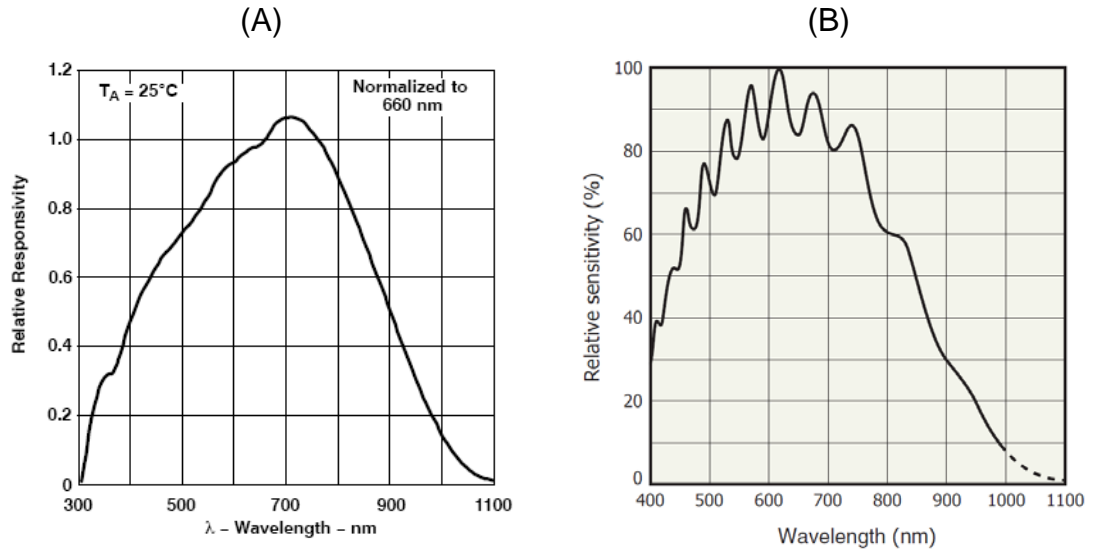 (A)
(B)
1.2
1.0
0.8
0.6
0.4
0.2
0
Relative Responsivity
T_A = 25°C
Normalized to
660 nm
300 500 700 900 1100
λ – Wavelength – nm
100
80
60
40
20
0
Relative sensitivity (%)
400 500 600 700 800 900 1000 1100
Wavelength (nm)